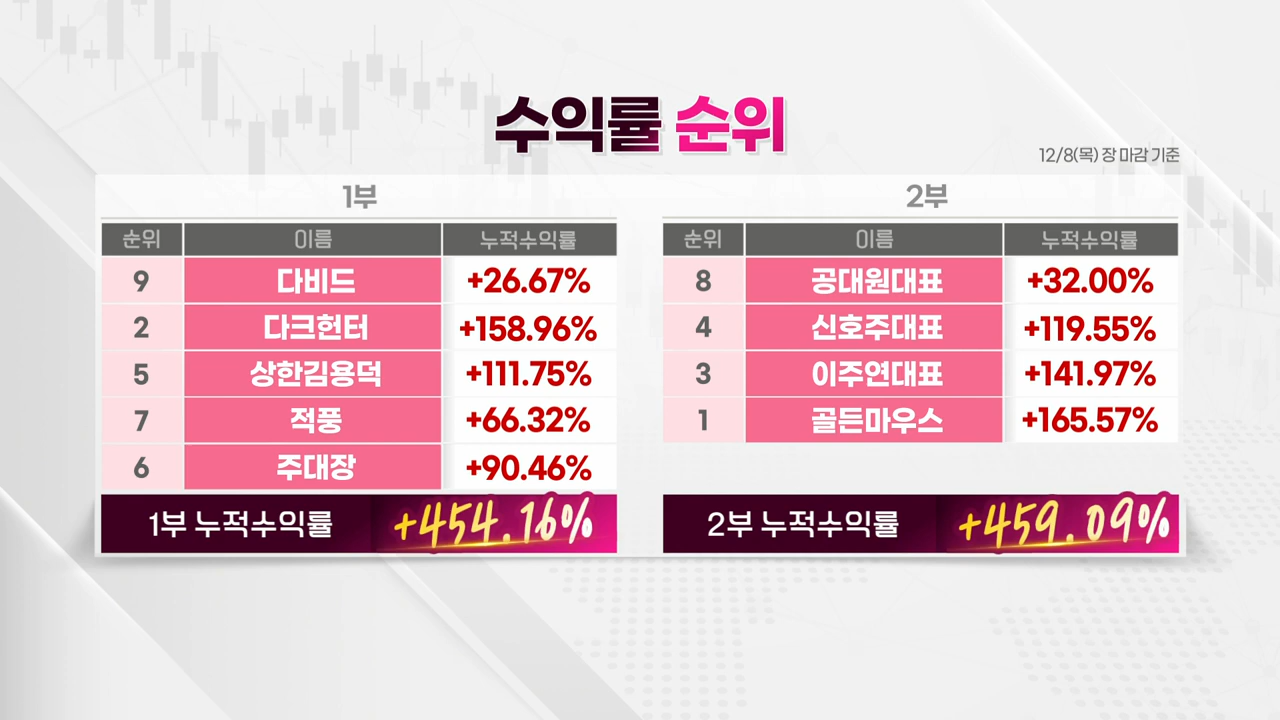 수익률 순위
12/8(목) 장 마감 기준
1부
순위 이름 누적수익률
9 다비드 +26.67%
2 다크헌터 +158.96%
5 상한김용덕 +111.75%
7 적풍 +66.32%
6 주대장 +90.46%
1부 누적수익률 +454.16%
2부
순위 이름 누적수익률
8 공대원대표 +32.00%
4 신호주대표 +119.55%
3 이주연대표 +141.97%
1 골든마우스 +165.57%
2부 누적수익률 +459.09%